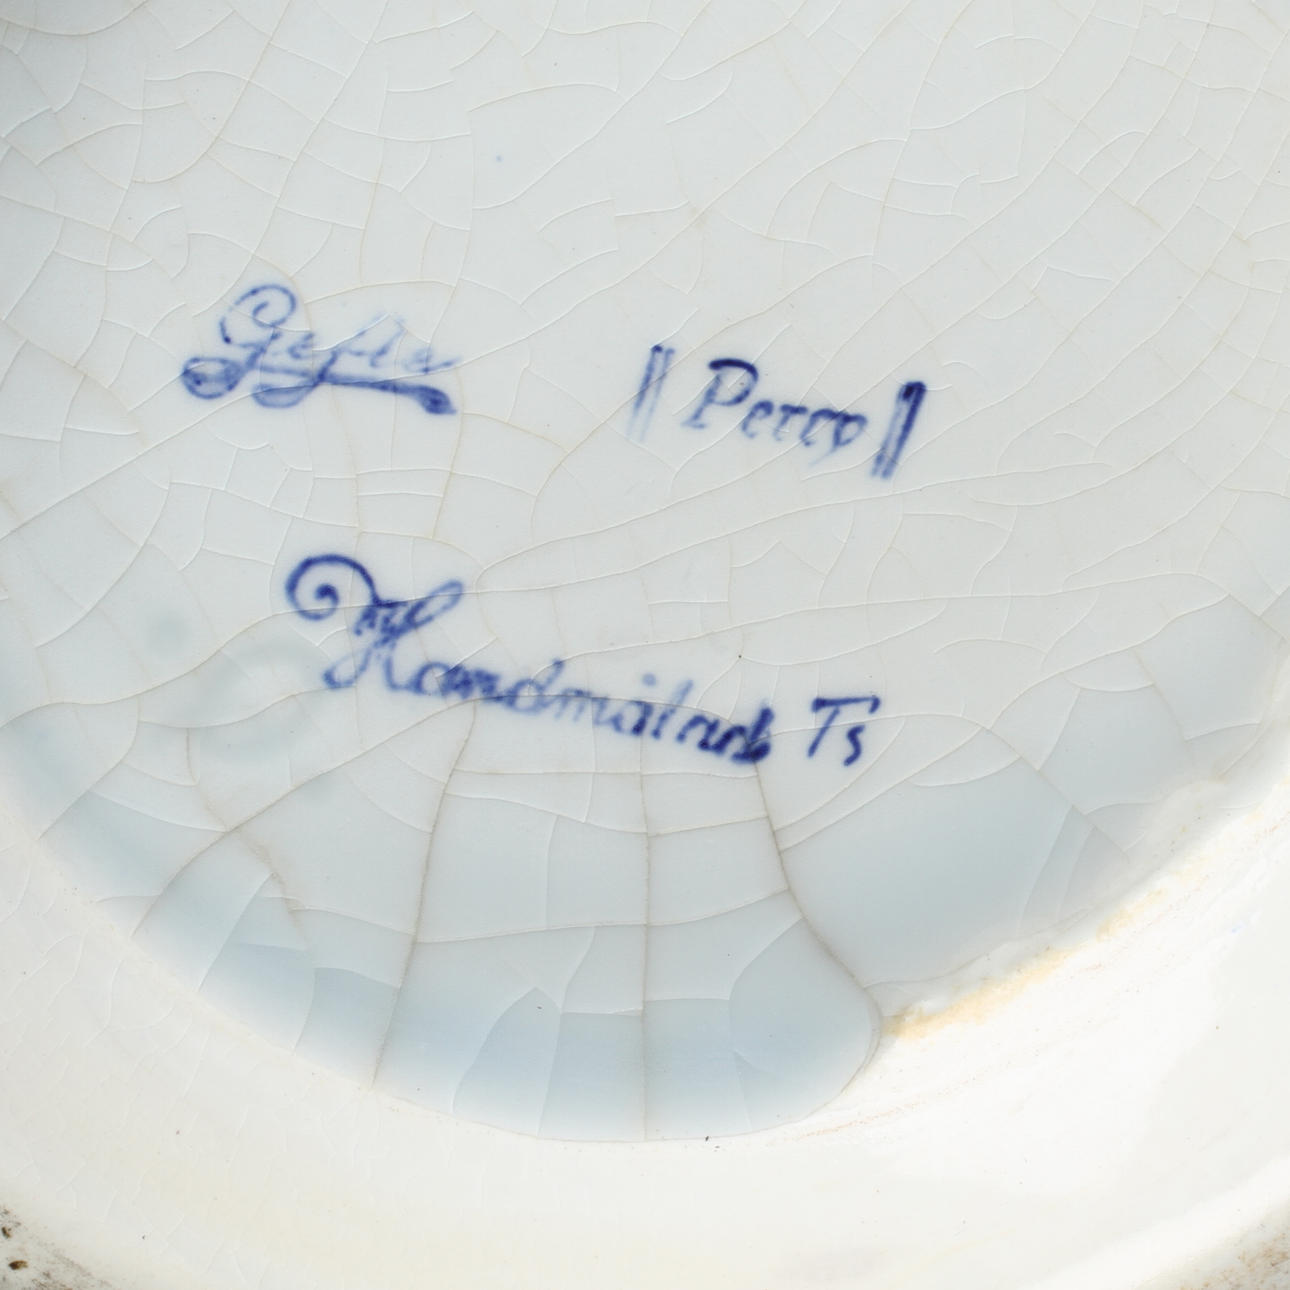 Gefle || Percy ||
Handmålad Ts